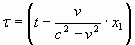 τ = (t − v / (c² − v²) · x₁)